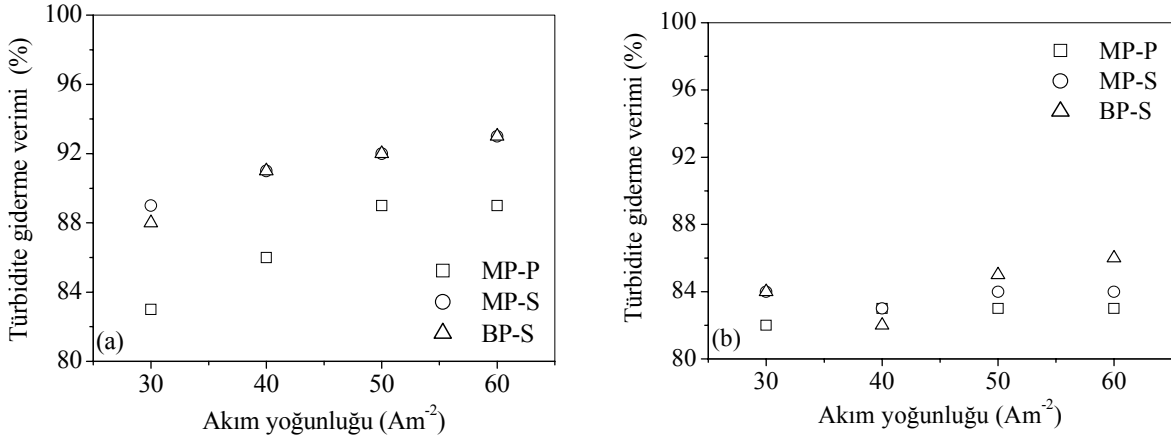 Türbidite giderme verimi (%)
100
96
92
88
84
80
30 40 50 60
Akım yoğunluğu (Am⁻²)
MP-P
MP-S
BP-S
(a)
Türbidite giderme verimi (%)
100
96
92
88
84
80
30 40 50 60
Akım yoğunluğu (Am⁻²)
MP-P
MP-S
BP-S
(b)